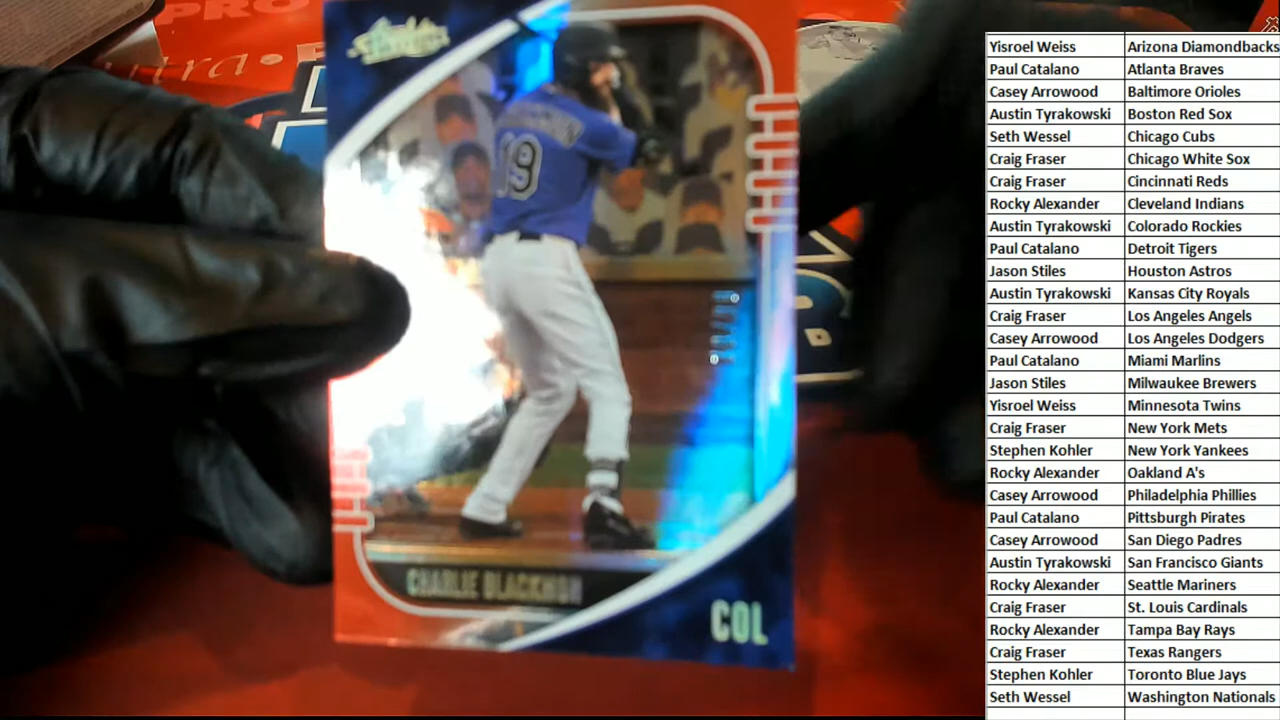 PRO
19
CHARLIE BLACKMON
COL
Yisroel Weiss Arizona Diamondbacks
Paul Catalano Atlanta Braves
Casey Arrowood Baltimore Orioles
Austin Tyrakowski Boston Red Sox
Seth Wessel Chicago Cubs
Craig Fraser Chicago White Sox
Craig Fraser Cincinnati Reds
Rocky Alexander Cleveland Indians
Austin Tyrakowski Colorado Rockies
Paul Catalano Detroit Tigers
Jason Stiles Houston Astros
Austin Tyrakowski Kansas City Royals
Craig Fraser Los Angeles Angels
Casey Arrowood Los Angeles Dodgers
Paul Catalano Miami Marlins
Jason Stiles Milwaukee Brewers
Yisroel Weiss Minnesota Twins
Craig Fraser New York Mets
Stephen Kohler New York Yankees
Rocky Alexander Oakland A's
Casey Arrowood Philadelphia Phillies
Paul Catalano Pittsburgh Pirates
Casey Arrowood San Diego Padres
Austin Tyrakowski San Francisco Giants
Rocky Alexander Seattle Mariners
Craig Fraser St. Louis Cardinals
Rocky Alexander Tampa Bay Rays
Craig Fraser Texas Rangers
Stephen Kohler Toronto Blue Jays
Seth Wessel Washington Nationals